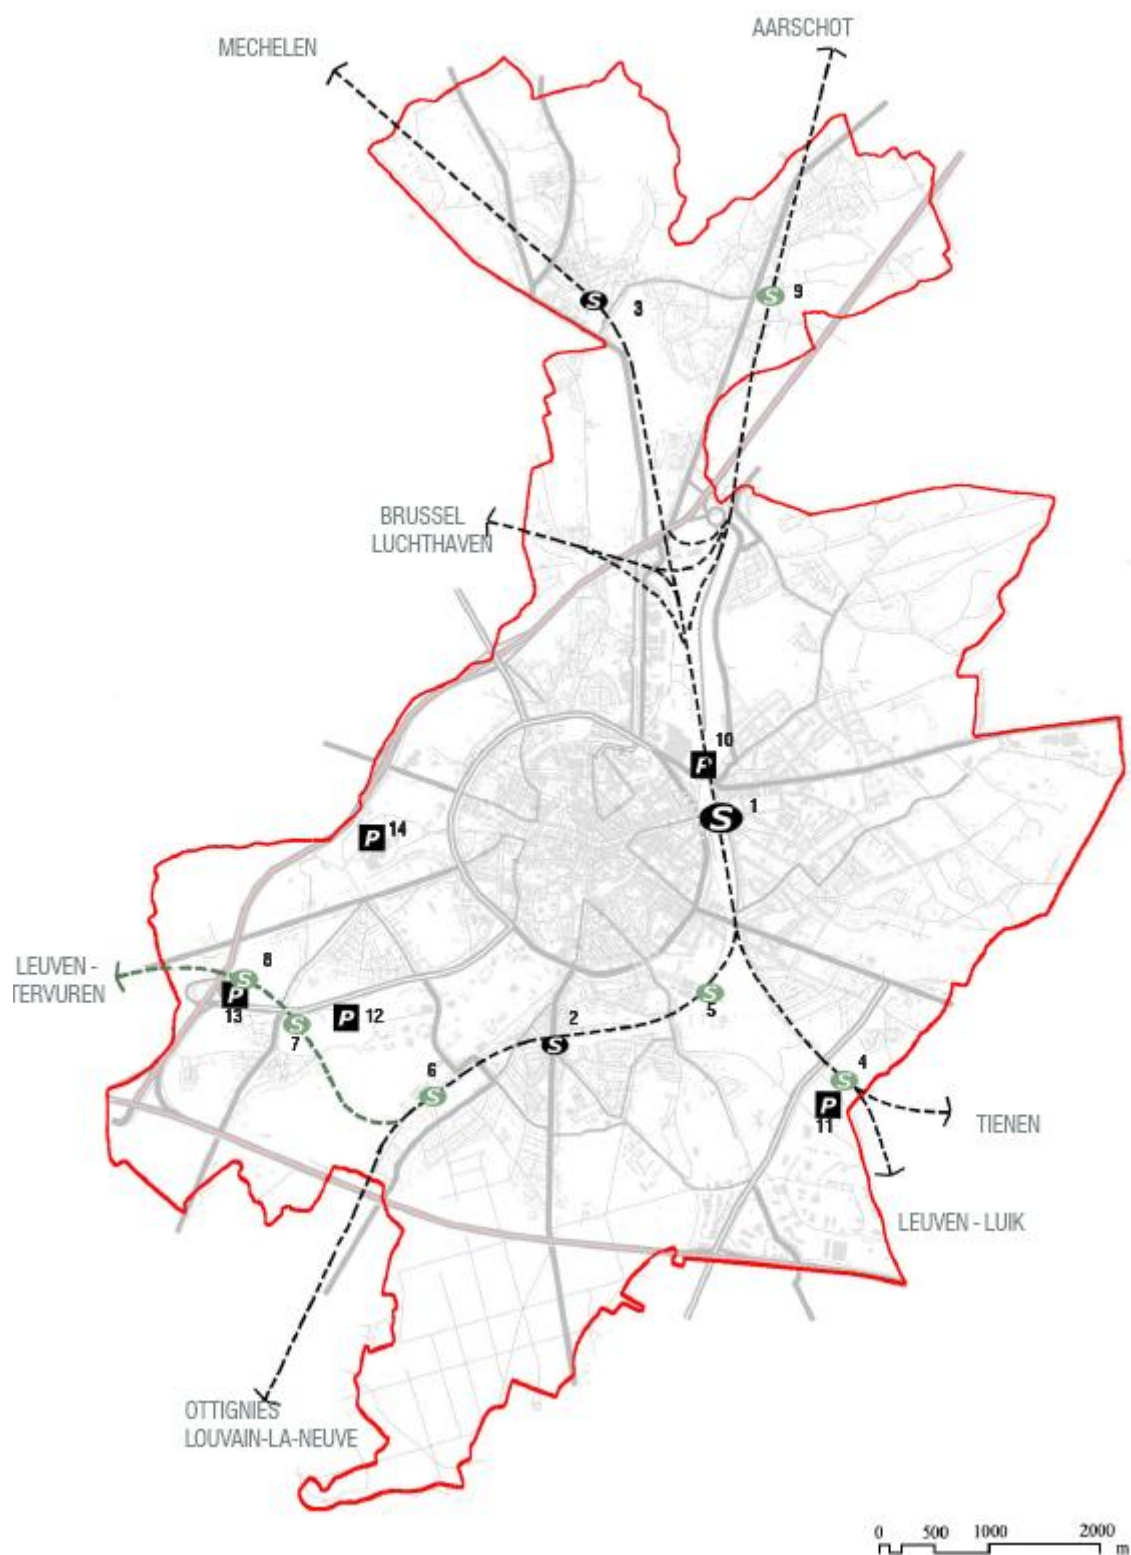 AARSCHOT
MECHELEN
S
3
S
9
BRUSSEL
LUCHTHAVEN
10
P
S
1
P
14
LEUVEN -
TERVUREN
8
S
P
13
S
7
P
12
S
5
2
S
6
S
4
S
P
11
TIENEN
LEUVEN - LUIK
OTTIGNIES
LOUVAIN-LA-NEUVE
0 500 1000 2000
m